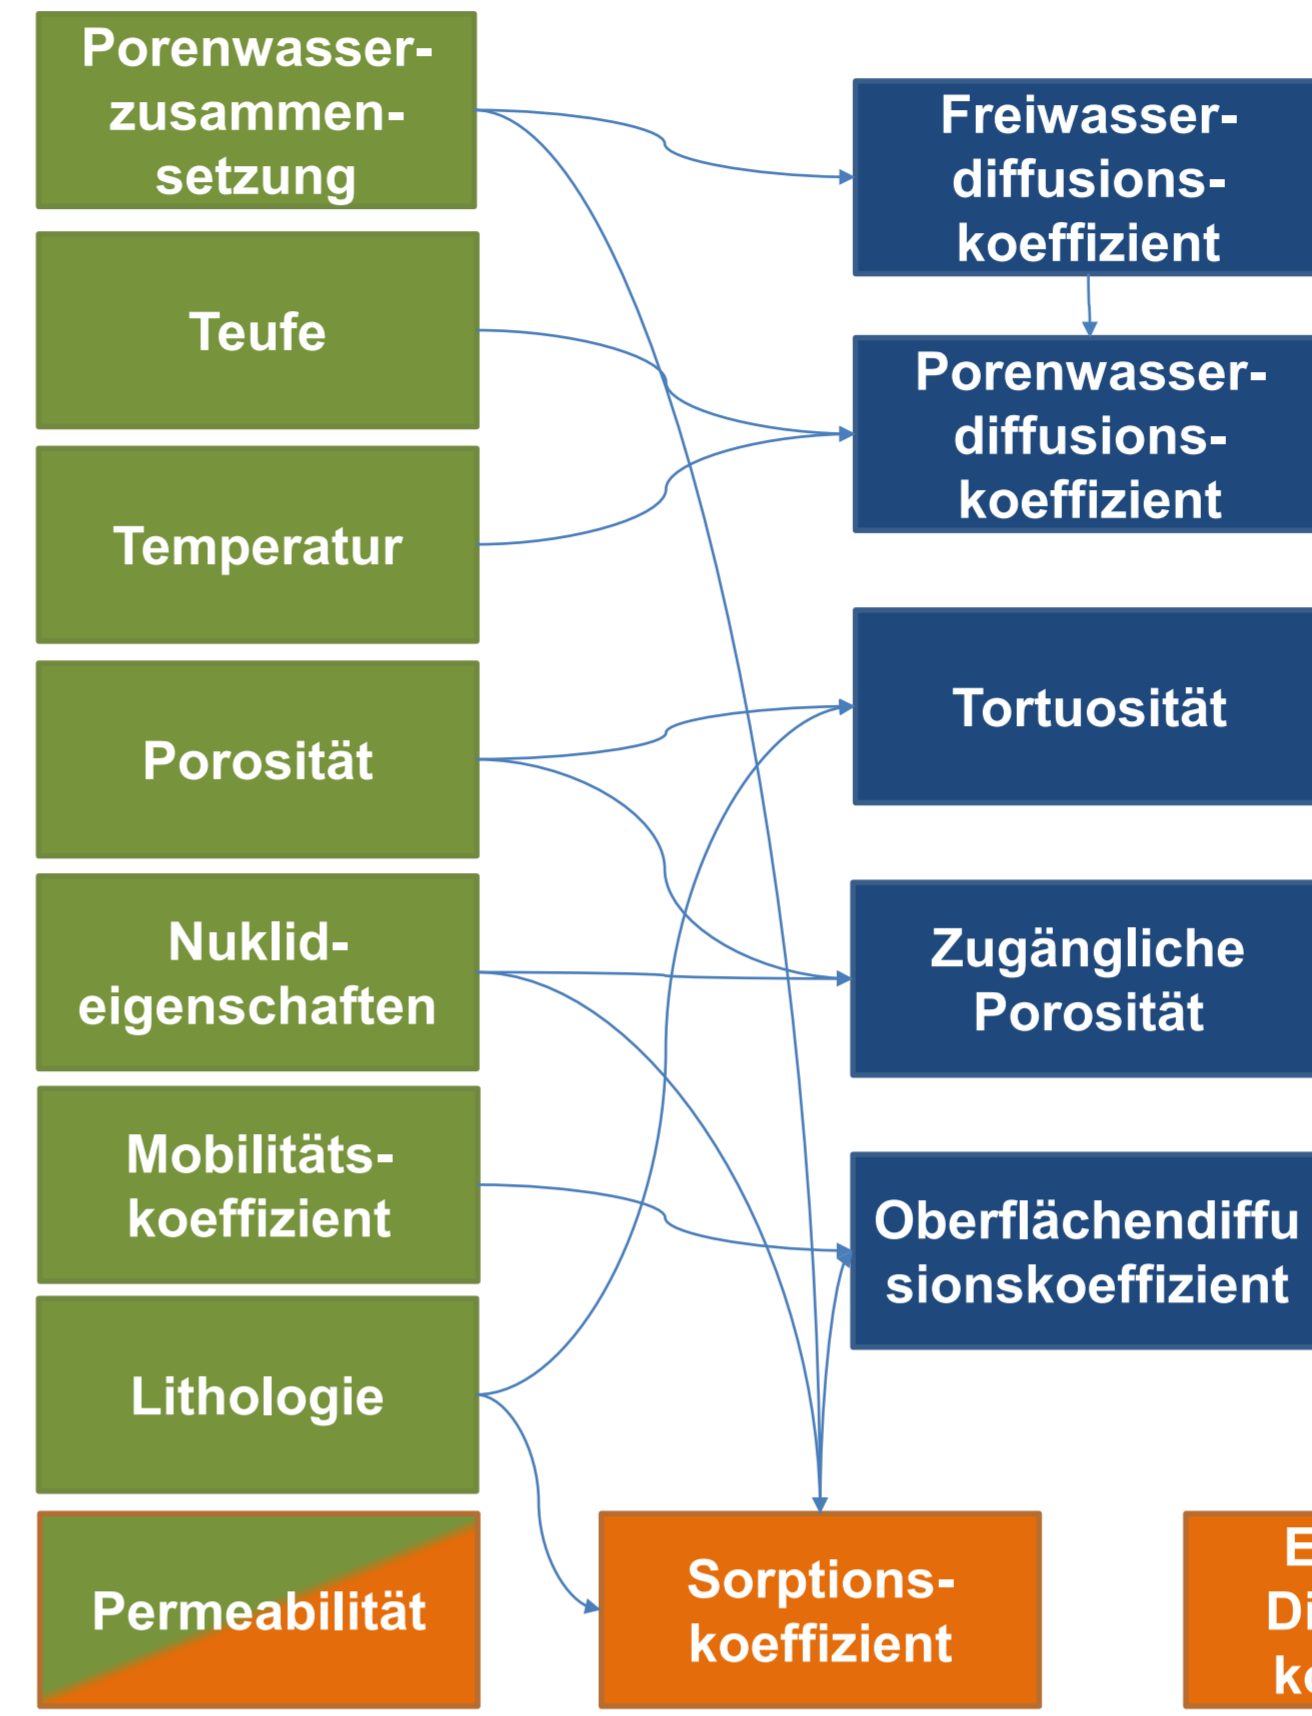 Porenwasser-
zusammen-
setzung
Teufe
Temperatur
Porosität
Nuklid-
eigenschaften
Mobilitäts-
koeffizient
Lithologie
Permeabilität
Freiwasser-
diffusions-
koeffizient
Porenwasser-
diffusions-
koeffizient
Tortuosität
Zugängliche
Porosität
Oberflächendiffu
sionskoeffizient
Sorptions-
koeffizient